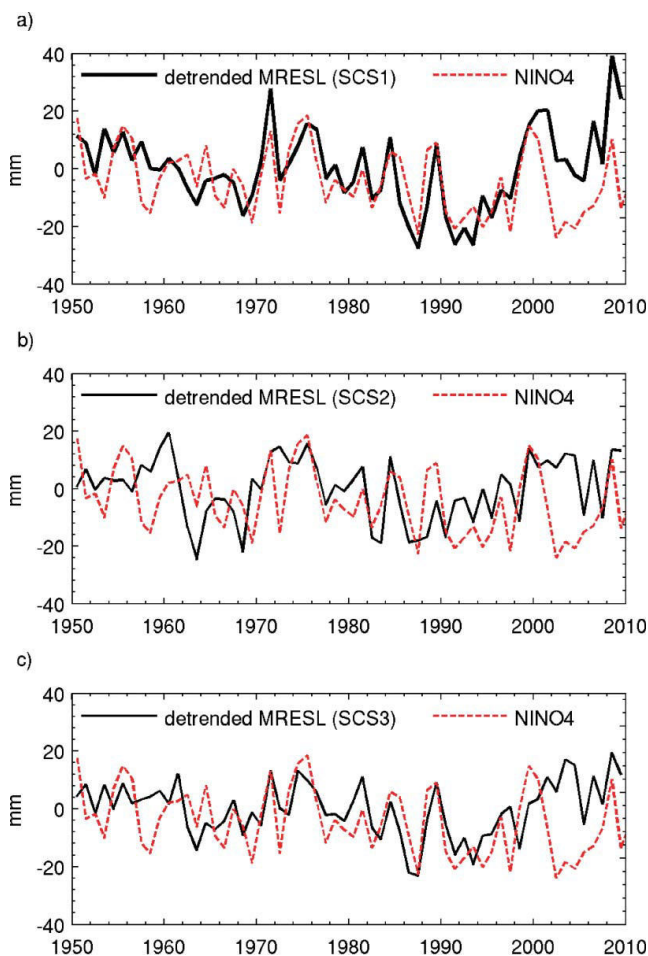 a)
40
detrended MRESL (SCS1) NINO4
20
mm
0
-20
-40
1950 1960 1970 1980 1990 2000 2010
b)
40
detrended MRESL (SCS2) NINO4
20
mm
0
-20
-40
1950 1960 1970 1980 1990 2000 2010
c)
40
detrended MRESL (SCS3) NINO4
20
mm
0
-20
-40
1950 1960 1970 1980 1990 2000 2010